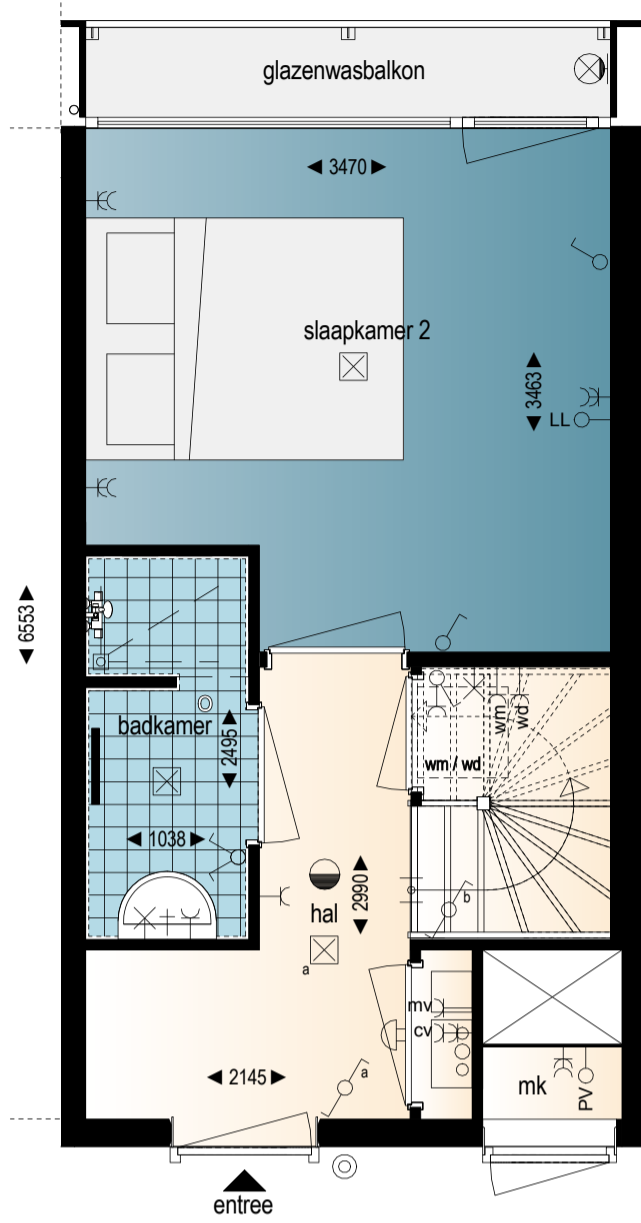 glazenwasbalkon
3470
slaapkamer 2
3463
LL
6553
badkamer
2495
wm
wd
wm / wd
1038
hal
2990
b
a
mv
cv
2145
a
mk
PV
entree